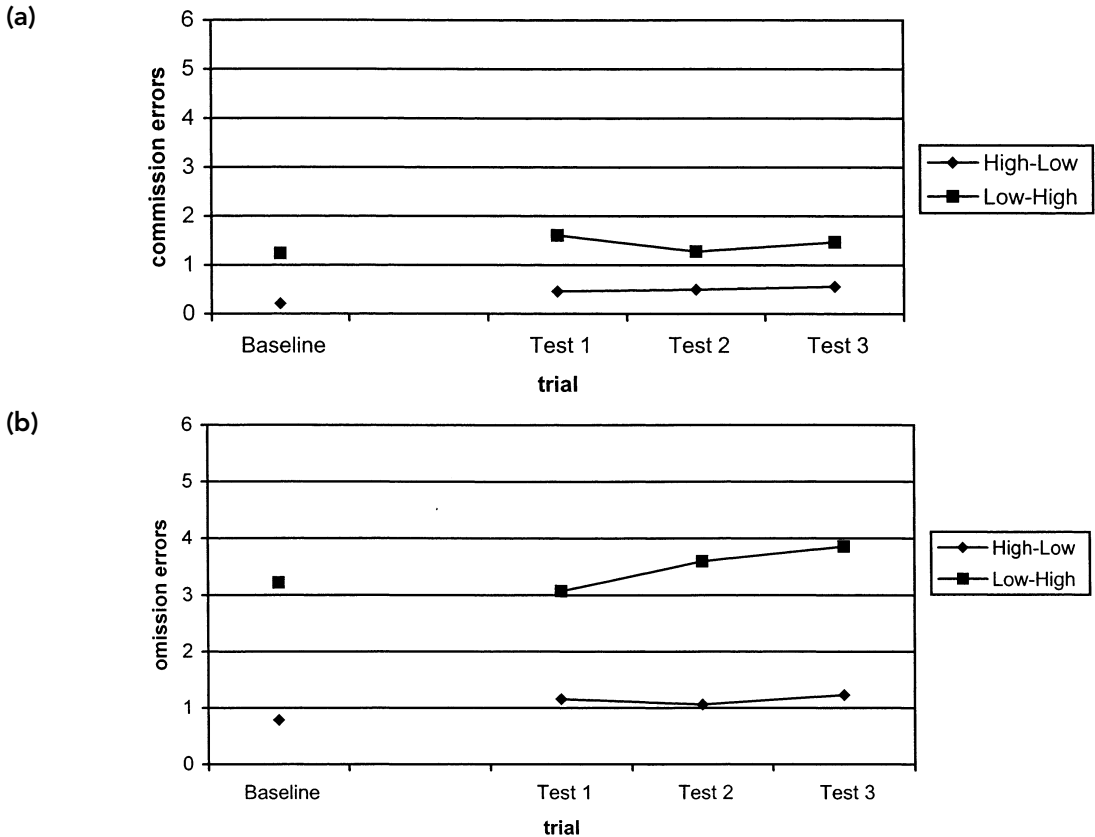 (a)
6
5
4
3
2
1
0
commission errors
Baseline
Test 1
Test 2
Test 3
trial
High-Low
Low-High
(b)
6
5
4
3
2
1
0
omission errors
Baseline
Test 1
Test 2
Test 3
trial
High-Low
Low-High